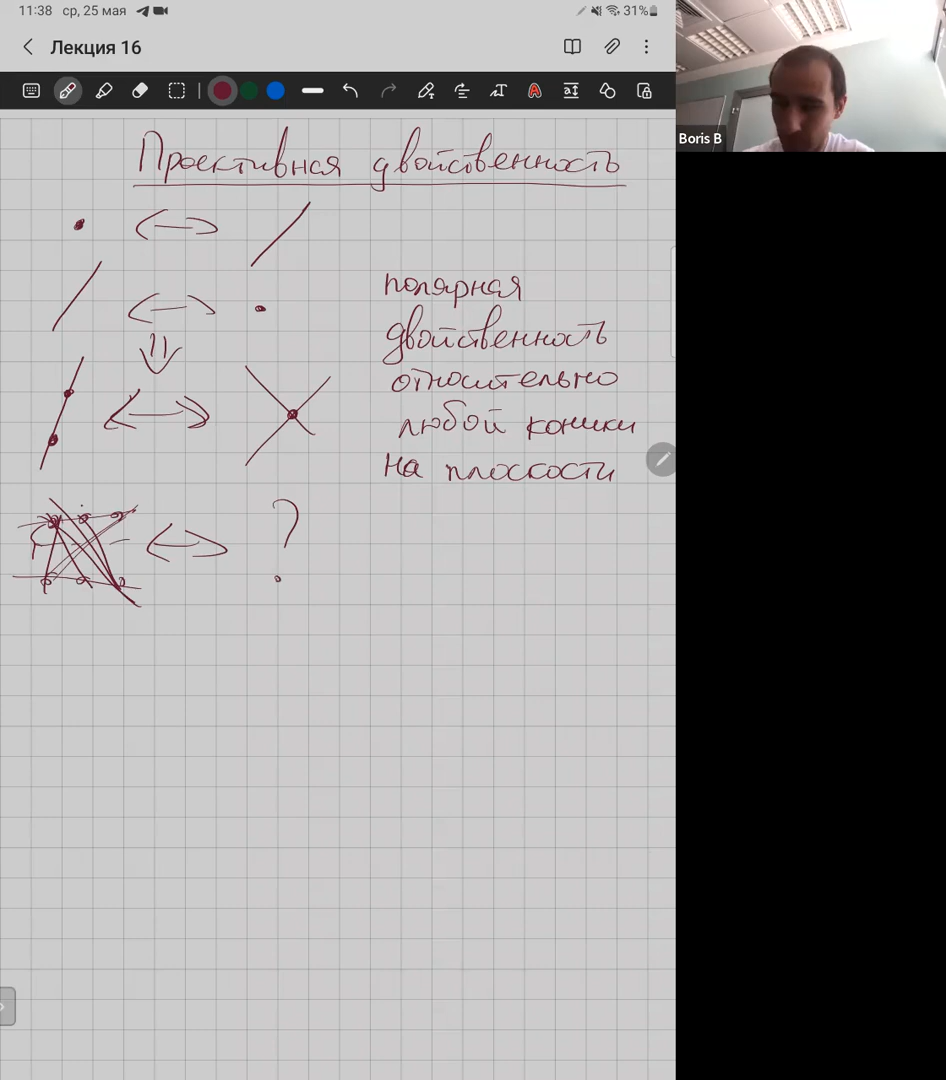 11:38 ср, 25 мая
31%
Лекция 16
Boris B
Проективная двойственность
полярная
двойственность
относительно
любой коники
на плоскости
?